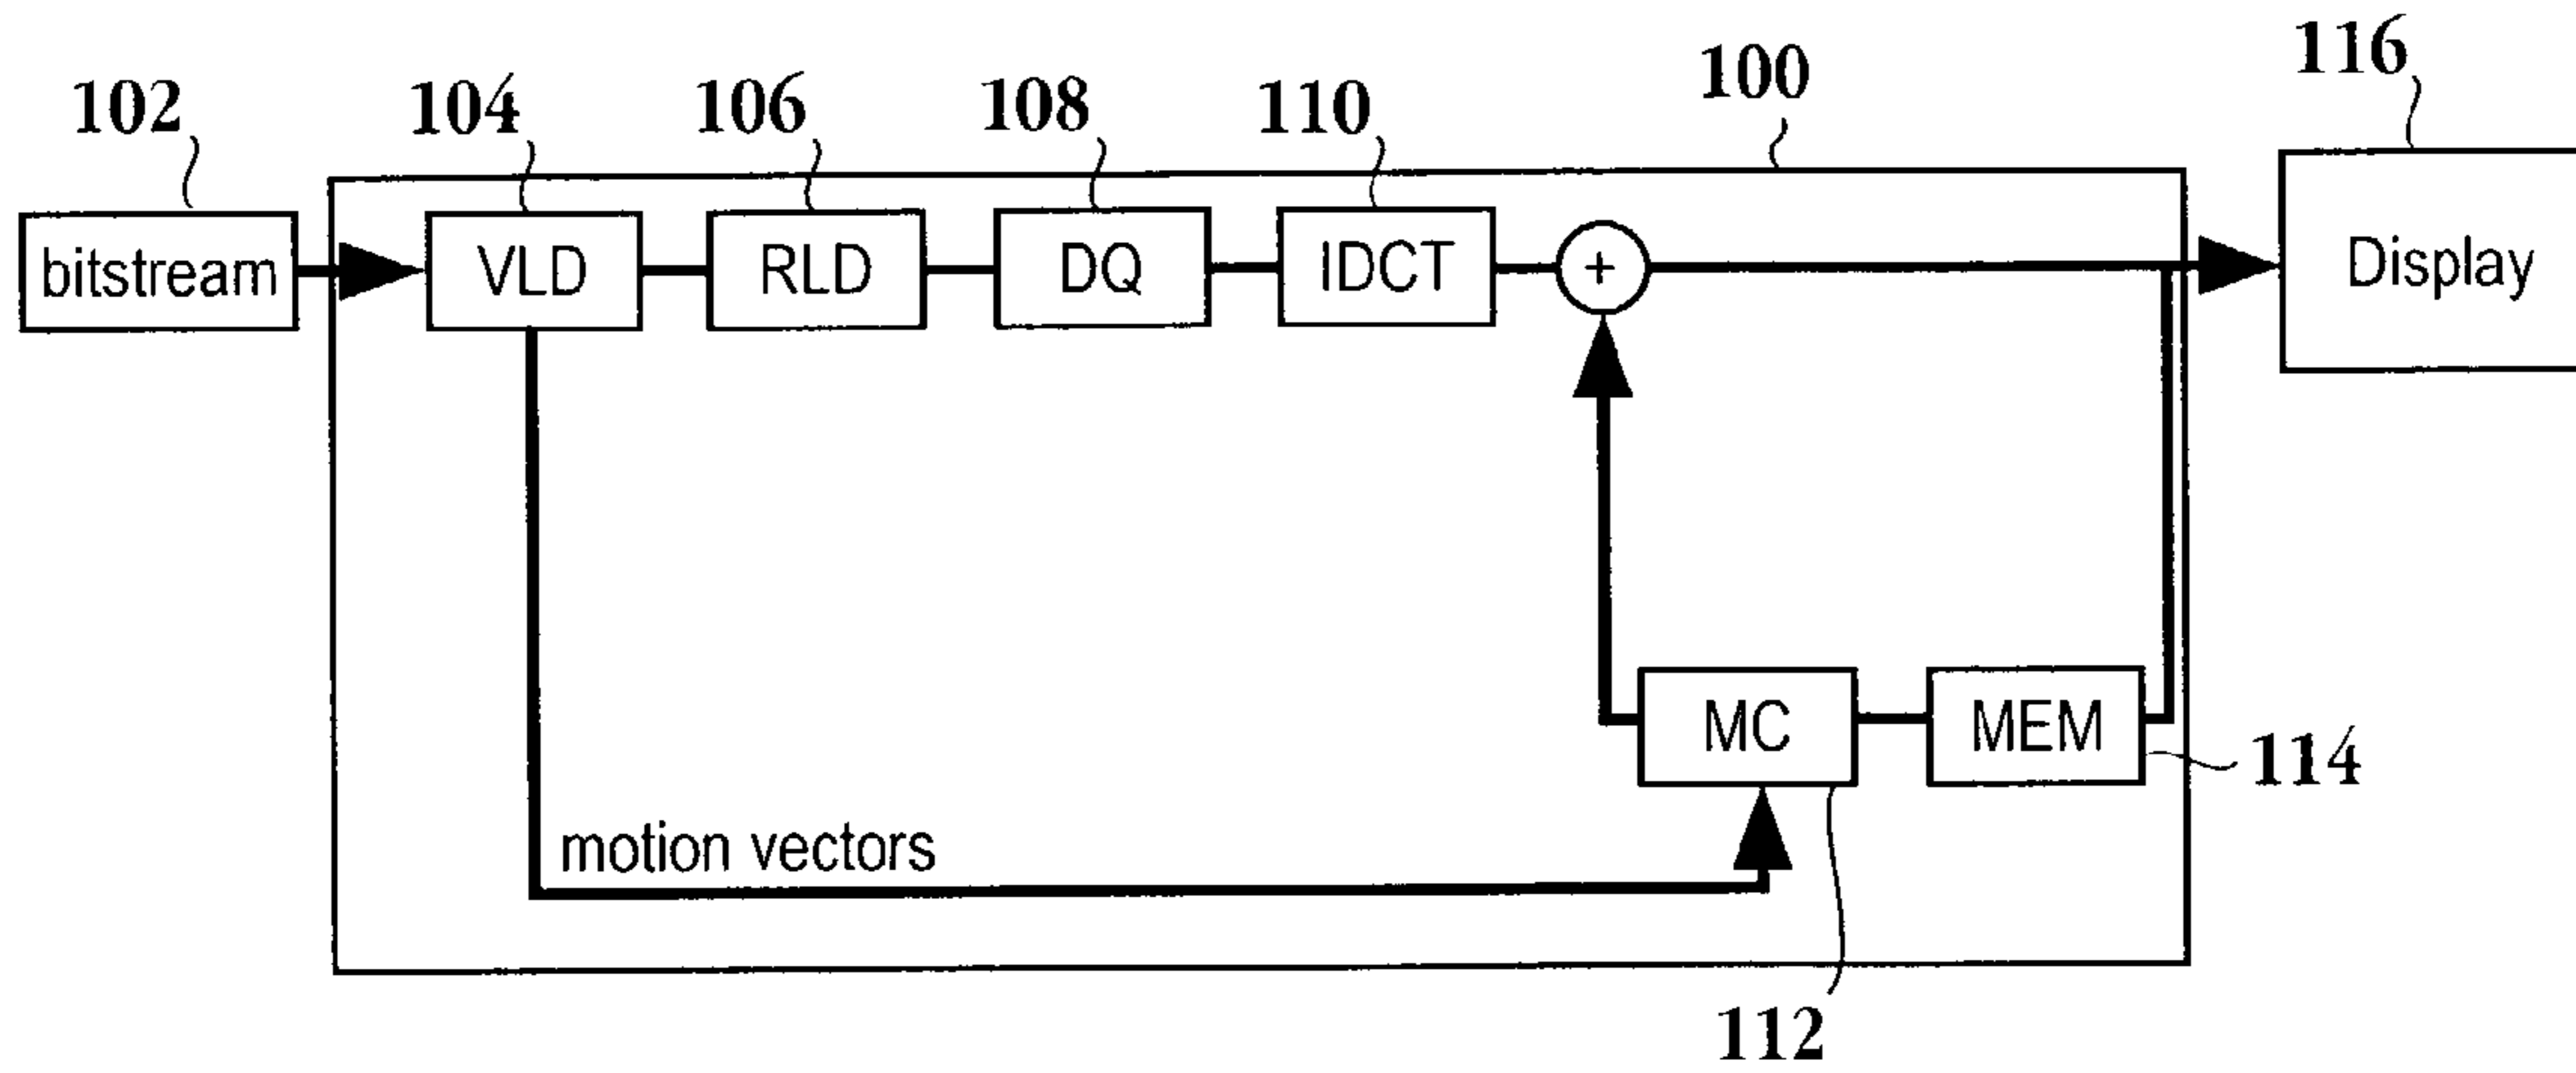 102
104
106
108
110
100
116
bitstream
VLD
RLD
DQ
IDCT
+
Display
MC
MEM
114
motion vectors
112